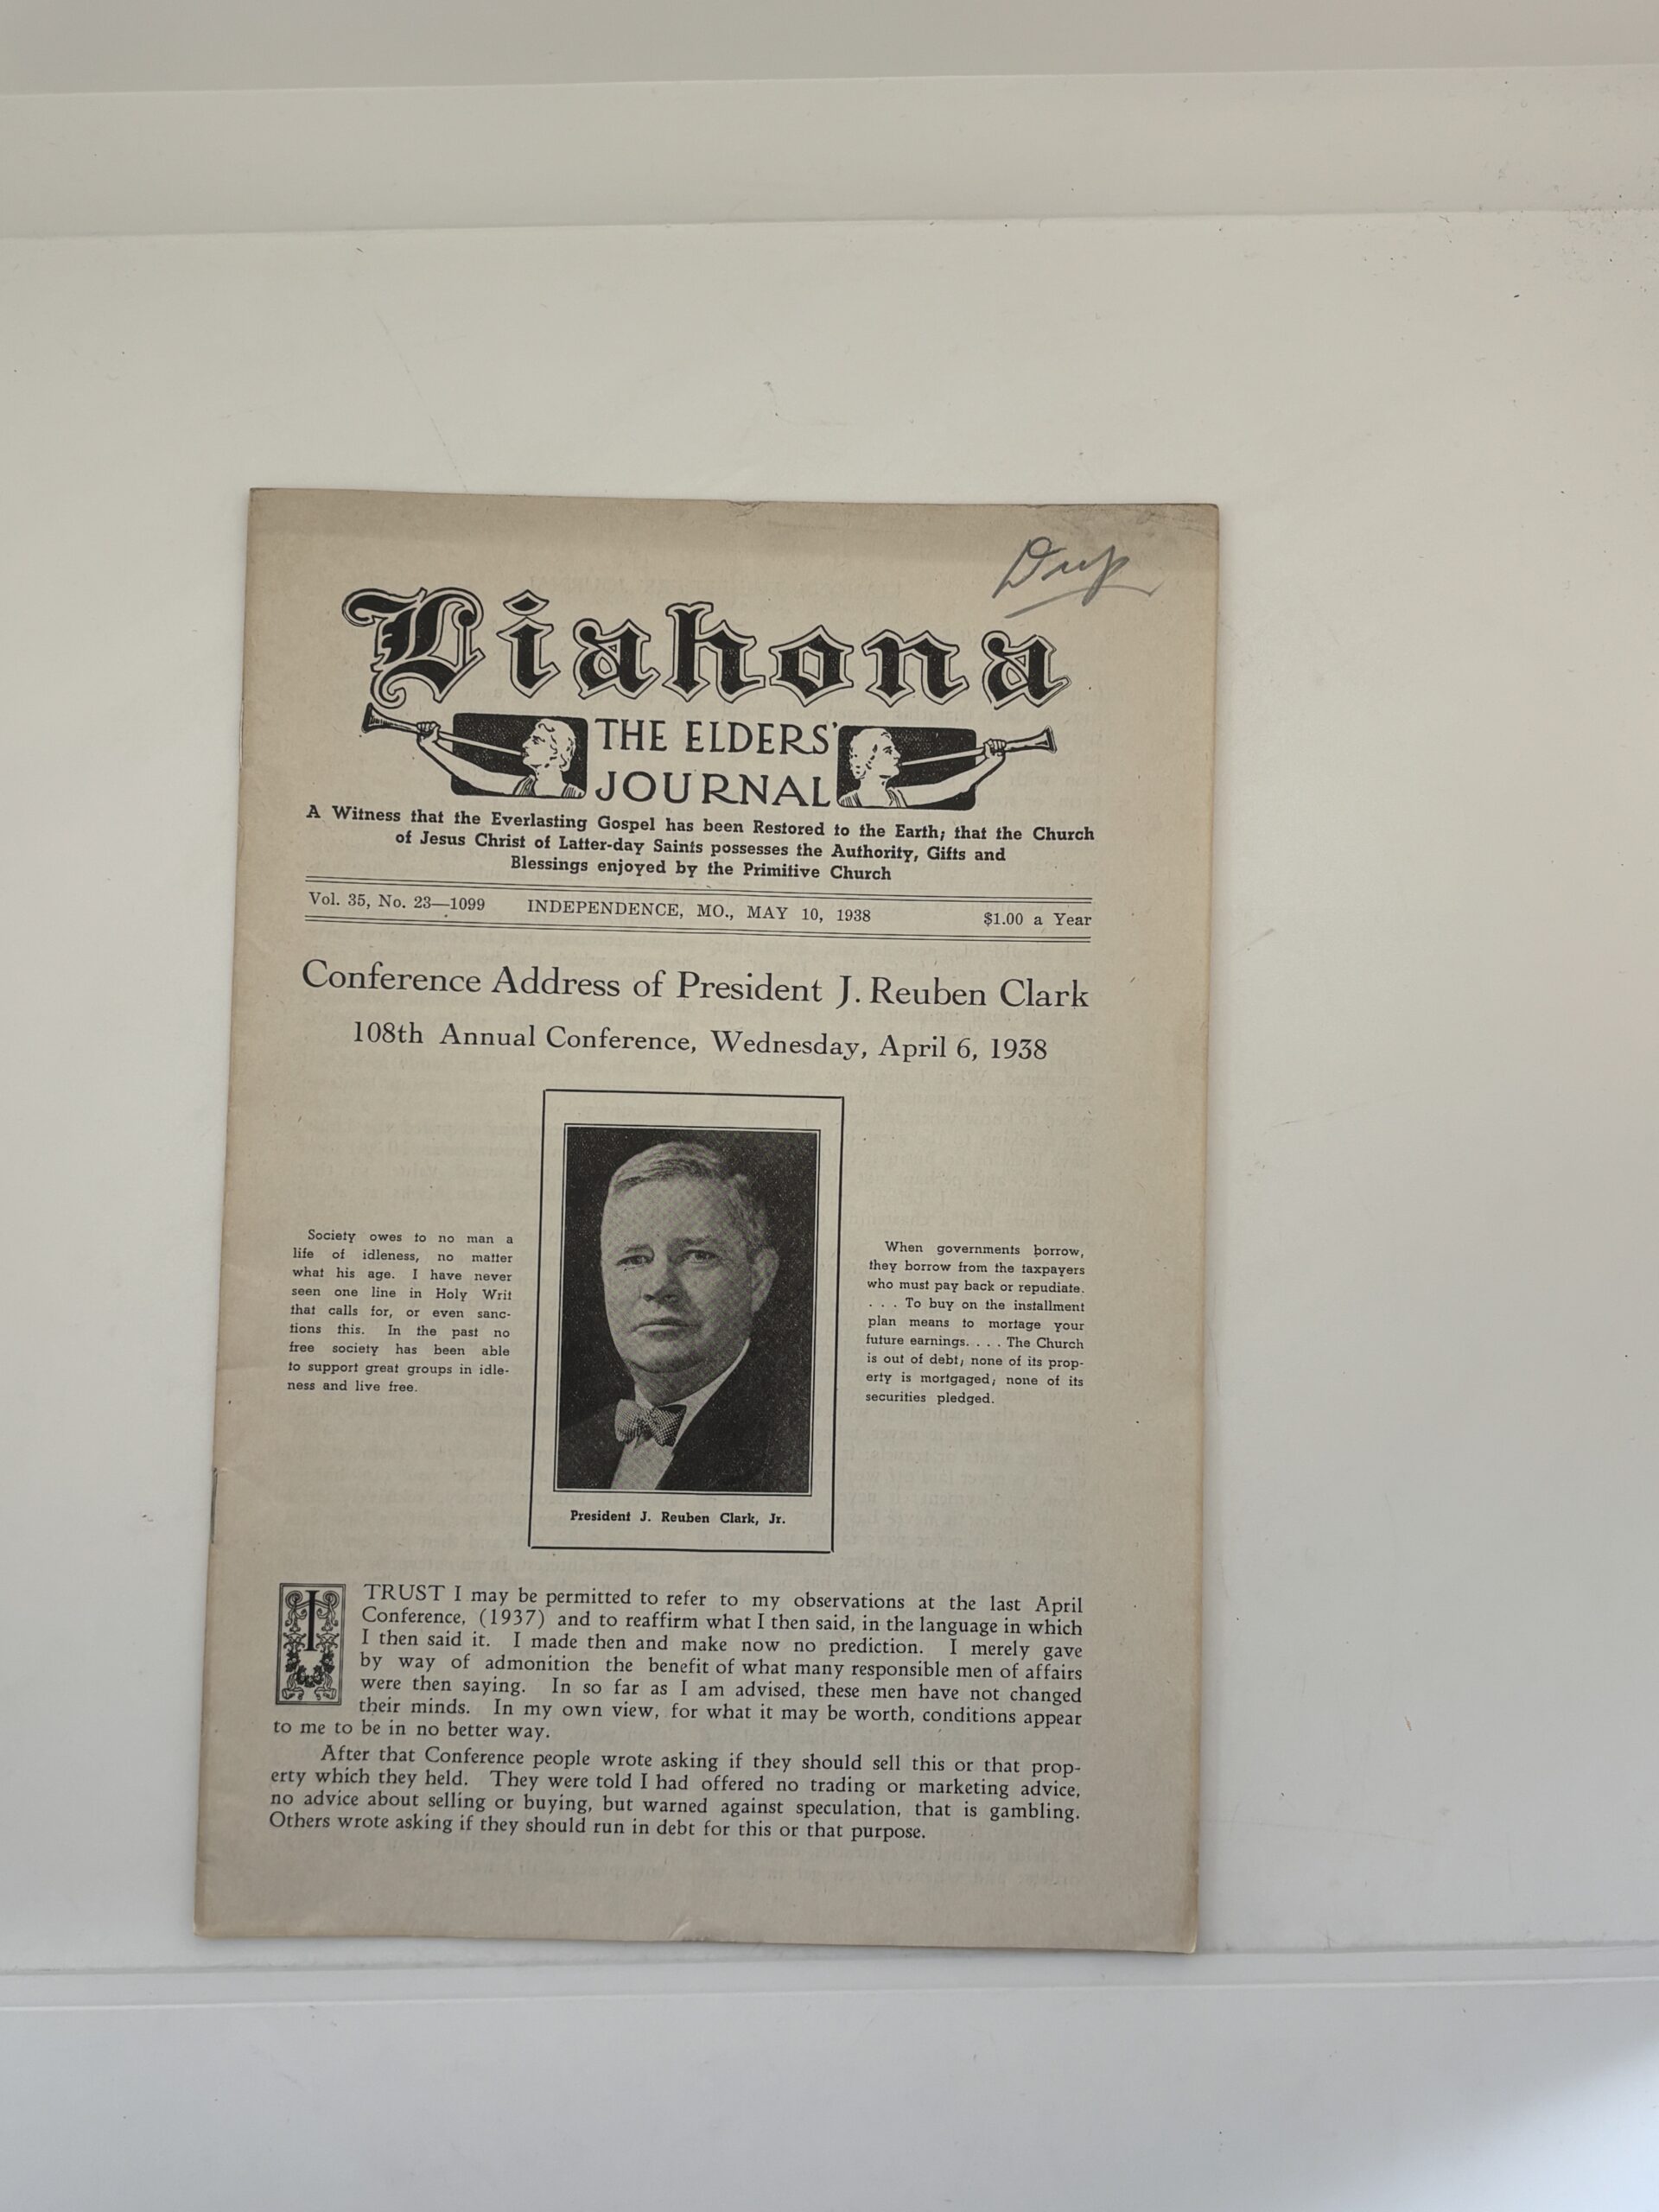 Dup
Liahona
THE ELDERS'
JOURNAL
A Witness that the Everlasting Gospel has been Restored to the Earth; that the Church
of Jesus Christ of Latter-day Saints possesses the Authority, Gifts and
Blessings enjoyed by the Primitive Church
Vol. 35, No. 23—1099 INDEPENDENCE, MO., MAY 10, 1938 $1.00 a Year
Conference Address of President J. Reuben Clark
108th Annual Conference, Wednesday, April 6, 1938
Society owes to no man a
life of idleness, no matter
what his age. I have never
seen one line in Holy Writ
that calls for, or even sanc-
tions this. In the past no
free society has been able
to support great groups in idle-
ness and live free.
When governments borrow,
they borrow from the taxpayers
who must pay back or repudiate.
. . . To buy on the installment
plan means to mortage your
future earnings. . . . The Church
is out of debt; none of its prop-
erty is mortgaged; none of its
securities pledged.
President J. Reuben Clark, Jr.
I TRUST I may be permitted to refer to my observations at the last April
Conference, (1937) and to reaffirm what I then said, in the language in which
I then said it. I made then and make now no prediction. I merely gave
by way of admonition the benefit of what many responsible men of affairs
were then saying. In so far as I am advised, these men have not changed
their minds. In my own view, for what it may be worth, conditions appear
to me to be in no better way.
After that Conference people wrote asking if they should sell this or that prop-
erty which they held. They were told I had offered no trading or marketing advice,
no advice about selling or buying, but warned against speculation, that is gambling.
Others wrote asking if they should run in debt for this or that purpose.